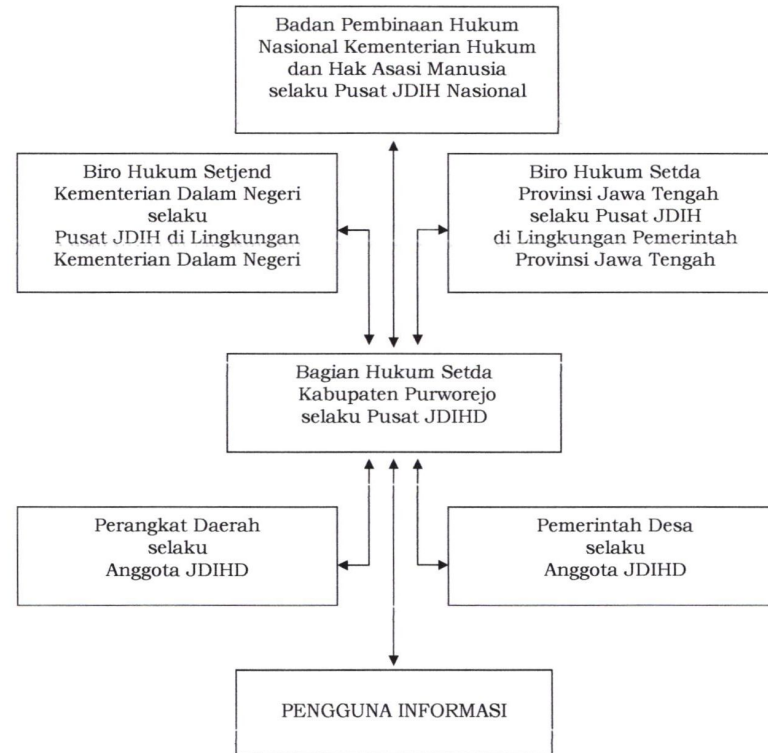 Badan Pembinaan Hukum
Nasional Kementerian Hukum
dan Hak Asasi Manusia
selaku Pusat JDIH Nasional
Biro Hukum Setjend
Kementerian Dalam Negeri
selaku
Pusat JDIH di Lingkungan
Kementerian Dalam Negeri
Biro Hukum Setda
Provinsi Jawa Tengah
selaku Pusat JDIH
di Lingkungan Pemerintah
Provinsi Jawa Tengah
Bagian Hukum Setda
Kabupaten Purworejo
selaku Pusat JDIHD
Perangkat Daerah
selaku
Anggota JDIHD
Pemerintah Desa
selaku
Anggota JDIHD
PENGGUNA INFORMASI